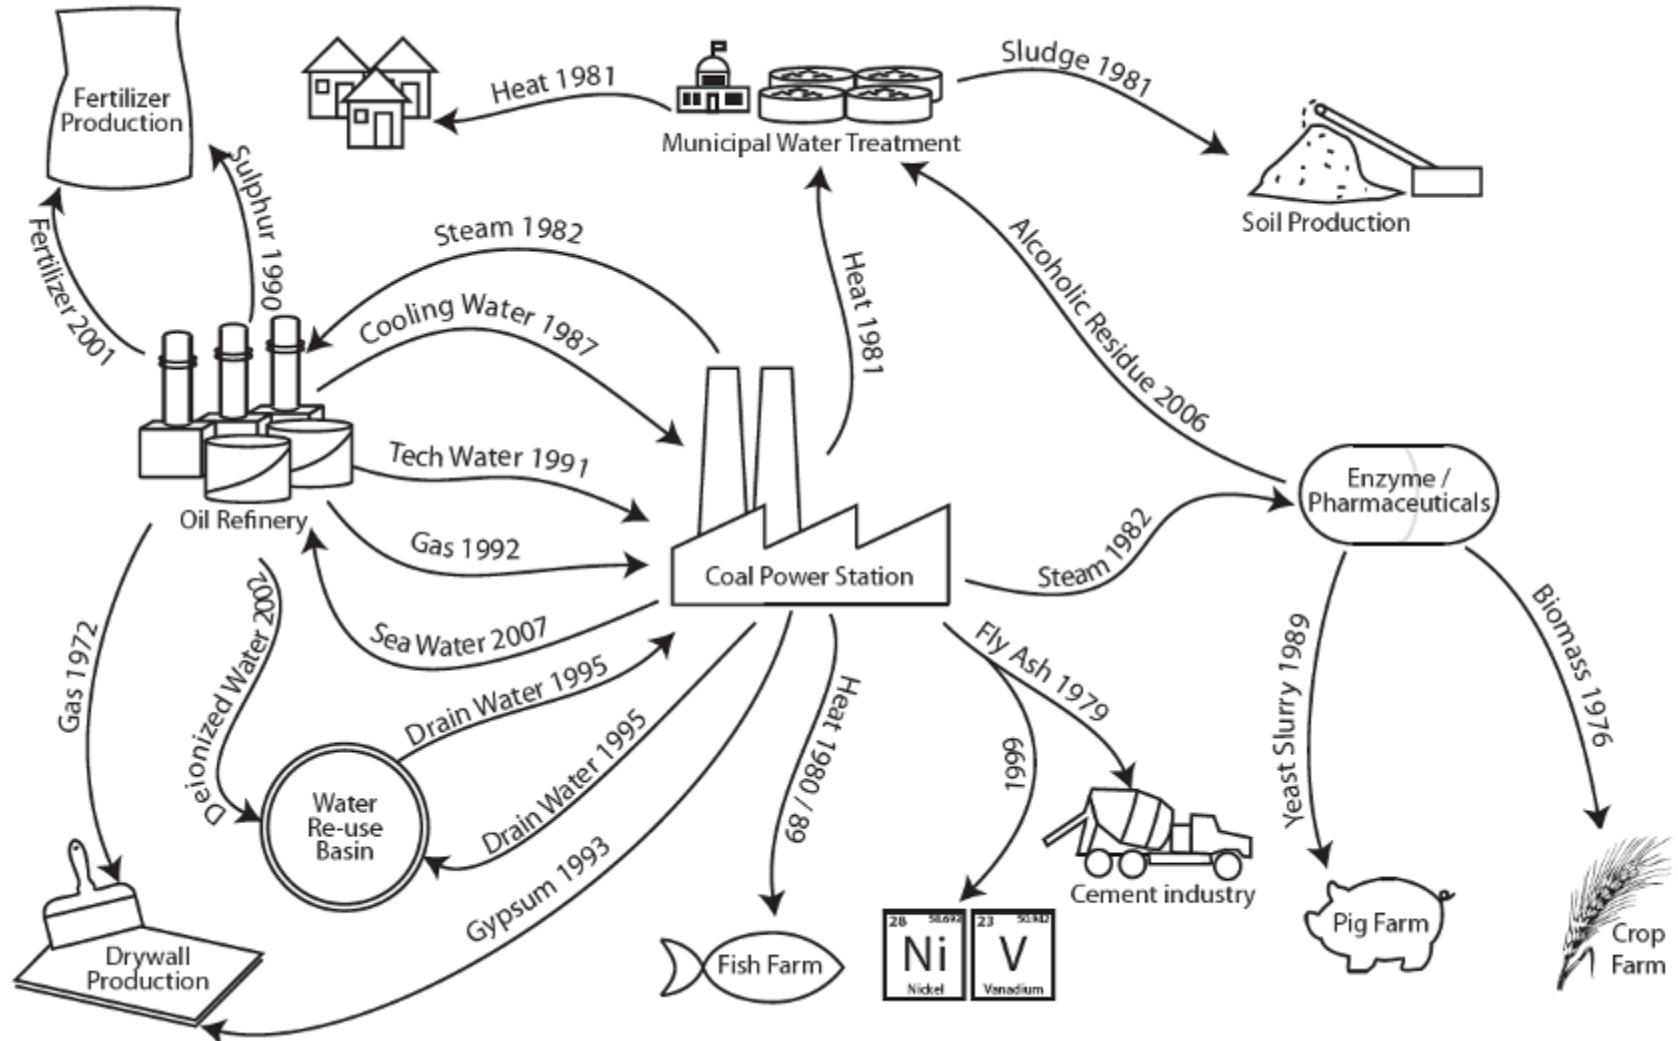 Fertilizer
Production
Heat 1981
Municipal Water Treatment
Sludge 1981
Soil Production
Fertilizer 2001
Sulphur 1990
Steam 1982
Cooling Water 1987
Heat 1981
Alcoholic Residue 2006
Tech Water 1991
Oil Refinery
Gas 1992
Coal Power Station
Steam 1982
Enzyme /
Pharmaceuticals
Gas 1972
Deionized Water 2002
Sea Water 2007
Drain Water 1995
Drain Water 1995
Gypsum 1993
Heat 1980 / 89
Fly Ash 1979
1999
Yeast Slurry 1989
Biomass 1976
Water
Re-use
Basin
Cement industry
Drywall
Production
Fish Farm
28 58.693
Ni
Nickel
23 50.942
V
Vanadium
Pig Farm
Crop
Farm